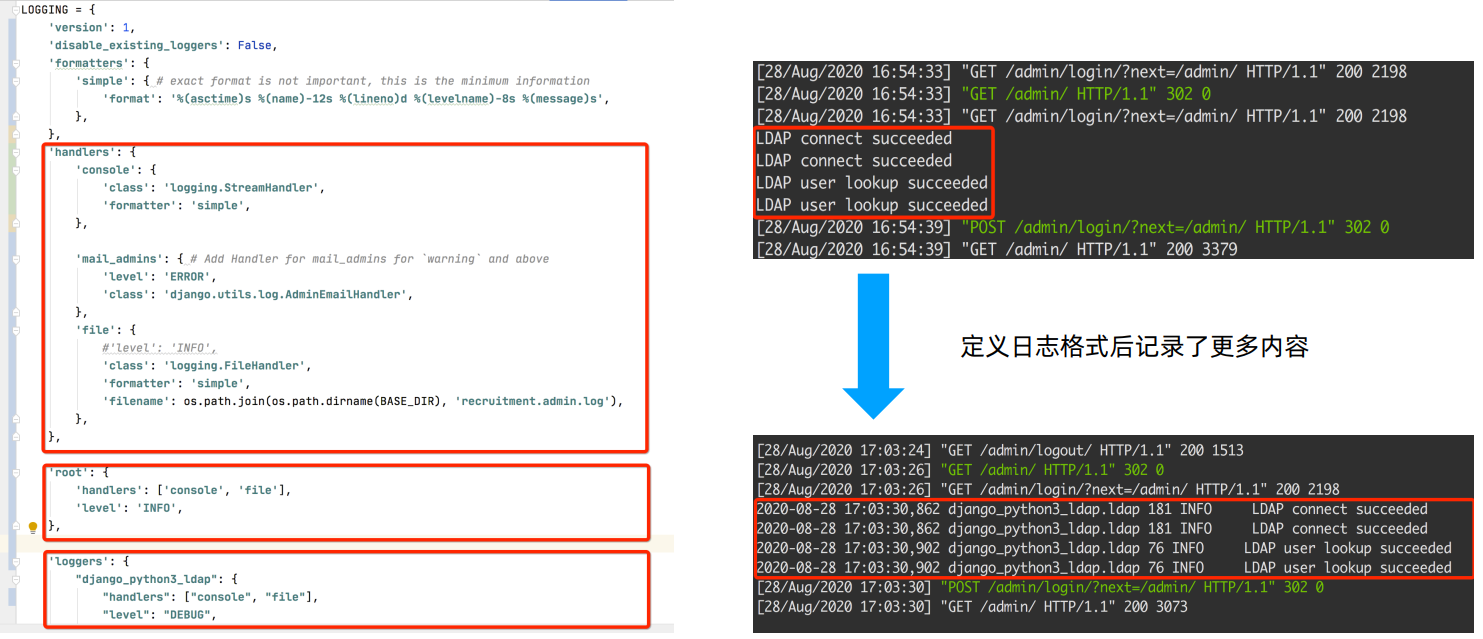 LOGGING = {
    'version': 1,
    'disable_existing_loggers': False,
    'formatters': {
        'simple': { # exact format is not important, this is the minimum information
            'format': '%(asctime)s %(name)-12s %(lineno)d %(levelname)-8s %(message)s',
        },
    },
    'handlers': {
        'console': {
            'class': 'logging.StreamHandler',
            'formatter': 'simple',
        },

        'mail_admins': { # Add Handler for mail_admins for `warning` and above
            'level': 'ERROR',
            'class': 'django.utils.log.AdminEmailHandler',
        },
        'file': {
            #'level': 'INFO',
            'class': 'logging.FileHandler',
            'formatter': 'simple',
            'filename': os.path.join(os.path.dirname(BASE_DIR), 'recruitment.admin.log'),
        },
    },

    'root': {
        'handlers': ['console', 'file'],
        'level': 'INFO',
    },

    'loggers': {
        "django_python3_ldap": {
            "handlers": ["console", "file"],
            "level": "DEBUG",
[28/Aug/2020 16:54:33] "GET /admin/login/?next=/admin/ HTTP/1.1" 200 2198
[28/Aug/2020 16:54:33] "GET /admin/ HTTP/1.1" 302 0
[28/Aug/2020 16:54:33] "GET /admin/login/?next=/admin/ HTTP/1.1" 200 2198
LDAP connect succeeded
LDAP connect succeeded
LDAP user lookup succeeded
LDAP user lookup succeeded
[28/Aug/2020 16:54:39] "POST /admin/login/?next=/admin/ HTTP/1.1" 302 0
[28/Aug/2020 16:54:39] "GET /admin/ HTTP/1.1" 200 3379
定义日志格式后记录了更多内容
[28/Aug/2020 17:03:24] "GET /admin/logout/ HTTP/1.1" 200 1513
[28/Aug/2020 17:03:26] "GET /admin/ HTTP/1.1" 302 0
[28/Aug/2020 17:03:26] "GET /admin/login/?next=/admin/ HTTP/1.1" 200 2198
2020-08-28 17:03:30,862 django_python3_ldap.ldap 181 INFO     LDAP connect succeeded
2020-08-28 17:03:30,862 django_python3_ldap.ldap 181 INFO     LDAP connect succeeded
2020-08-28 17:03:30,902 django_python3_ldap.ldap 76 INFO     LDAP user lookup succeeded
2020-08-28 17:03:30,902 django_python3_ldap.ldap 76 INFO     LDAP user lookup succeeded
[28/Aug/2020 17:03:30] "POST /admin/login/?next=/admin/ HTTP/1.1" 302 0
[28/Aug/2020 17:03:30] "GET /admin/ HTTP/1.1" 200 3073